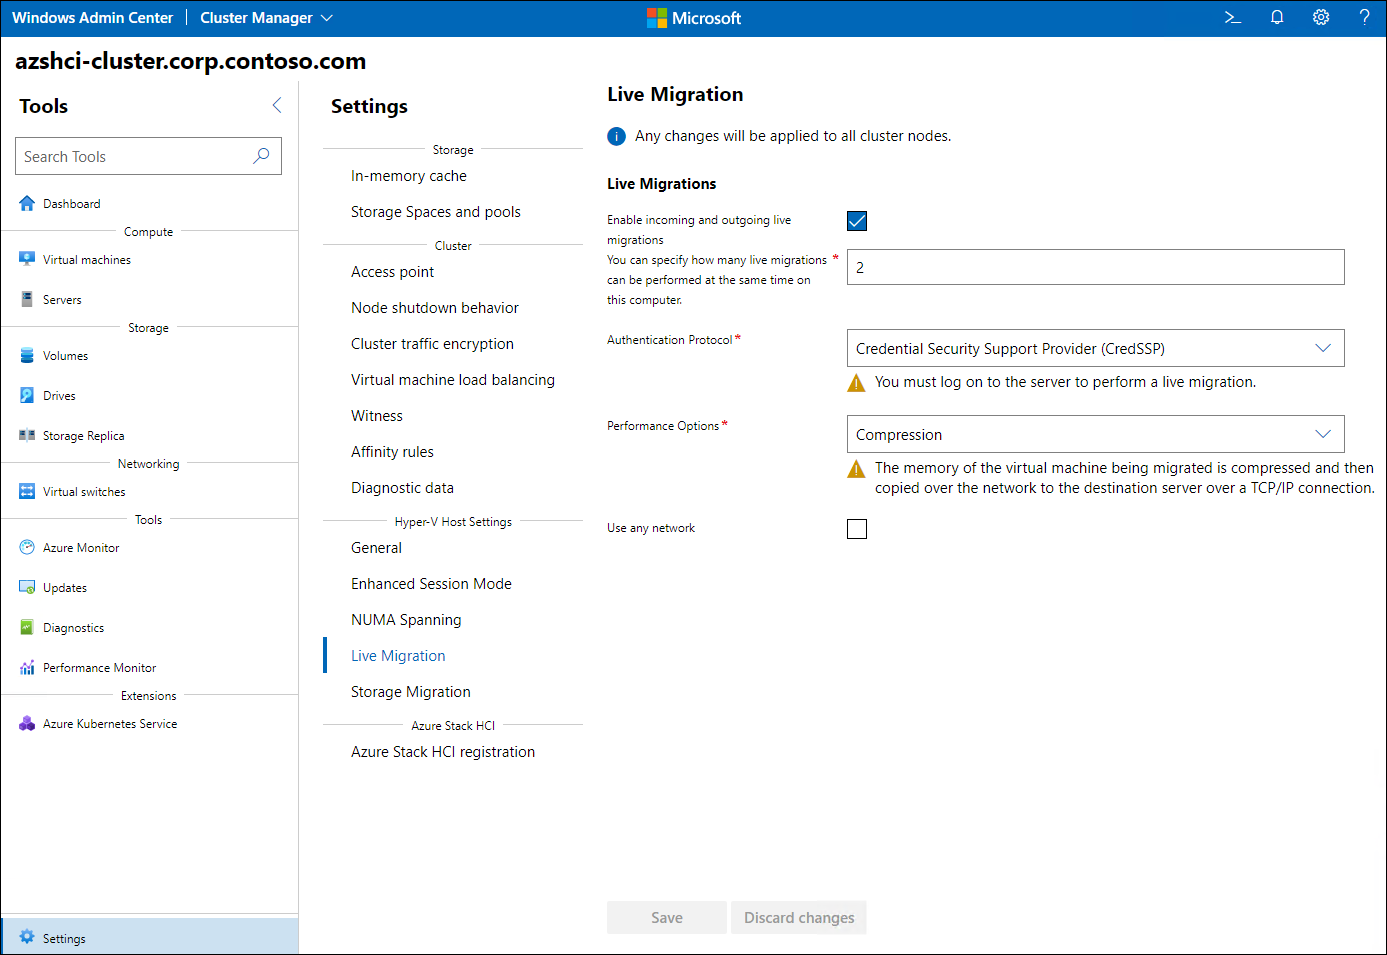 Windows Admin Center
Cluster Manager
Microsoft
azshci-cluster.corp.contoso.com
Tools
Search Tools
Dashboard
Compute
Virtual machines
Servers
Storage
Volumes
Drives
Storage Replica
Networking
Virtual switches
Tools
Azure Monitor
Updates
Diagnostics
Performance Monitor
Extensions
Azure Kubernetes Service
Settings
Settings
Storage
In-memory cache
Storage Spaces and pools
Cluster
Access point
Node shutdown behavior
Cluster traffic encryption
Virtual machine load balancing
Witness
Affinity rules
Diagnostic data
Hyper-V Host Settings
General
Enhanced Session Mode
NUMA Spanning
Live Migration
Storage Migration
Azure Stack HCI
Azure Stack HCI registration
Live Migration
Any changes will be applied to all cluster nodes.
Live Migrations
Enable incoming and outgoing live
migrations
You can specify how many live migrations *
can be performed at the same time on
this computer.
2
Authentication Protocol *
Credential Security Support Provider (CredSSP)
You must log on to the server to perform a live migration.
Performance Options *
Compression
The memory of the virtual machine being migrated is compressed and then
copied over the network to the destination server over a TCP/IP connection.
Use any network
Save
Discard changes